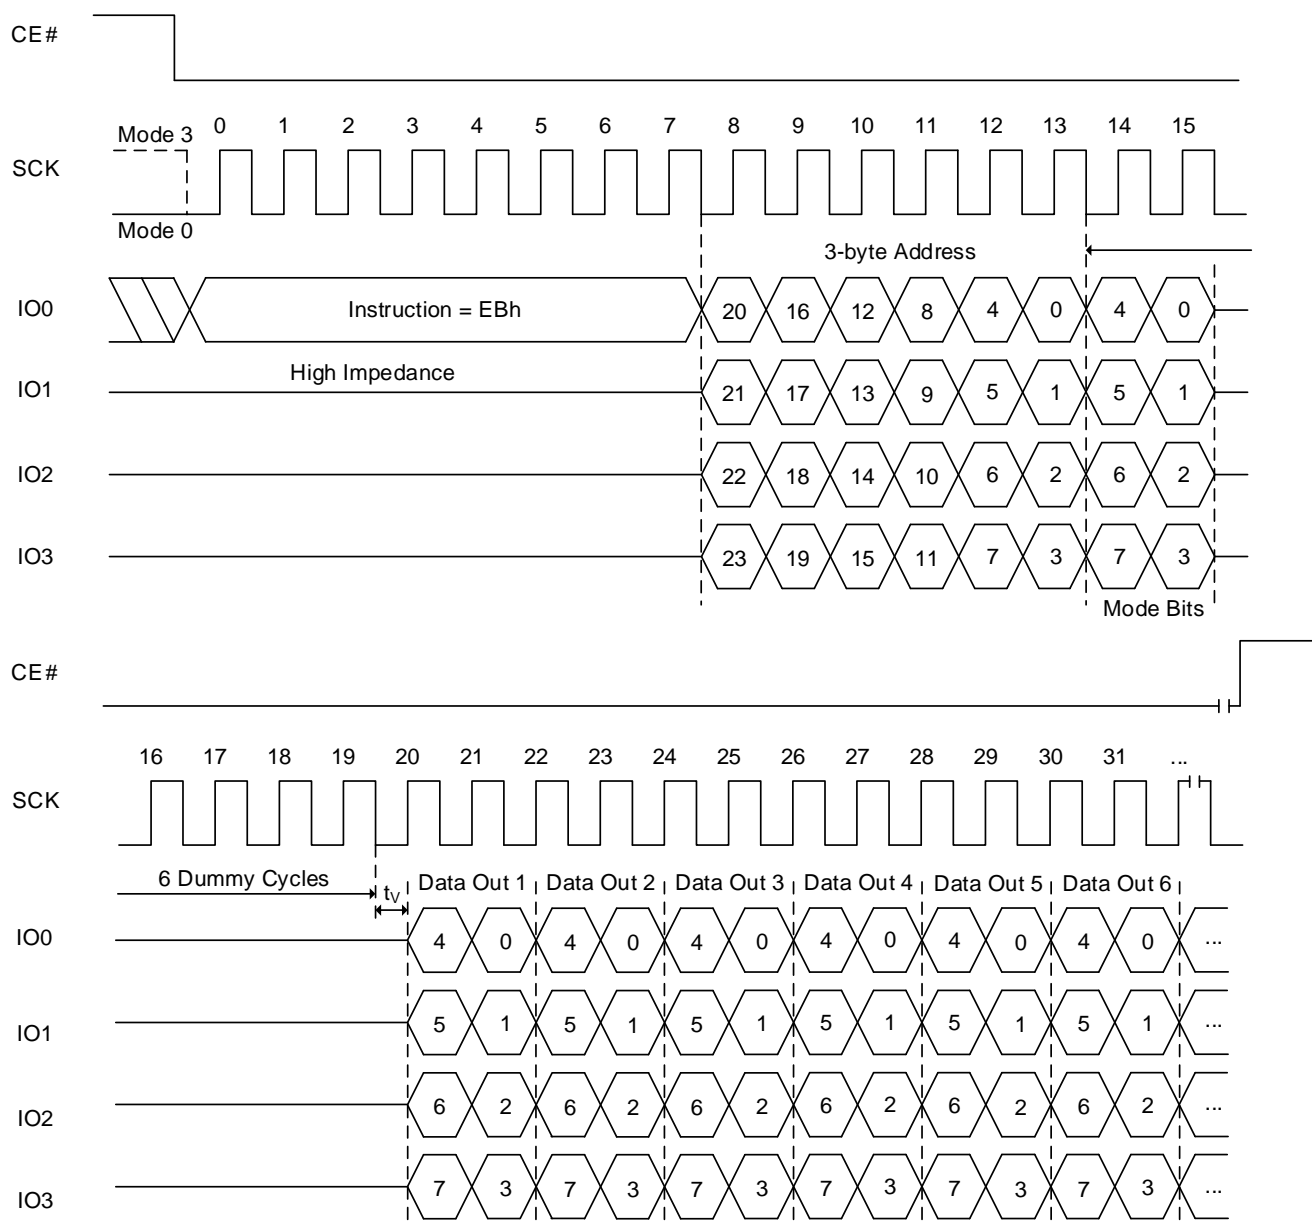 CE#
Mode 3 0 1 2 3 4 5 6 7 8 9 10 11 12 13 14 15
SCK
Mode 0
3-byte Address
IO0 Instruction = EBh 20 16 12 8 4 0 4 0
High Impedance
IO1 21 17 13 9 5 1 5 1
IO2 22 18 14 10 6 2 6 2
IO3 23 19 15 11 7 3 7 3
Mode Bits
CE#
16 17 18 19 20 21 22 23 24 25 26 27 28 29 30 31 ...
SCK
6 Dummy Cycles tV Data Out 1 Data Out 2 Data Out 3 Data Out 4 Data Out 5 Data Out 6
IO0 4 0 4 0 4 0 4 0 4 0 4 0 ...
IO1 5 1 5 1 5 1 5 1 5 1 5 1 ...
IO2 6 2 6 2 6 2 6 2 6 2 6 2 ...
IO3 7 3 7 3 7 3 7 3 7 3 7 3 ...